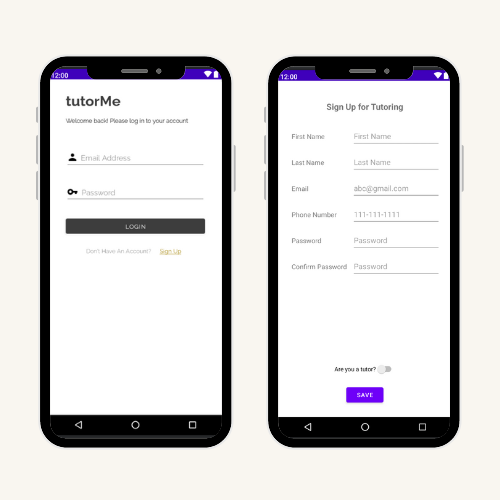 12:00
tutorMe
Welcome back! Please log in to your account
Email Address
Password
LOGIN
Don't Have An Account? Sign Up
12:00
Sign Up for Tutoring
First Name First Name
Last Name Last Name
Email abc@gmail.com
Phone Number 111-111-1111
Password Password
Confirm Password Password
Are you a tutor?
SAVE